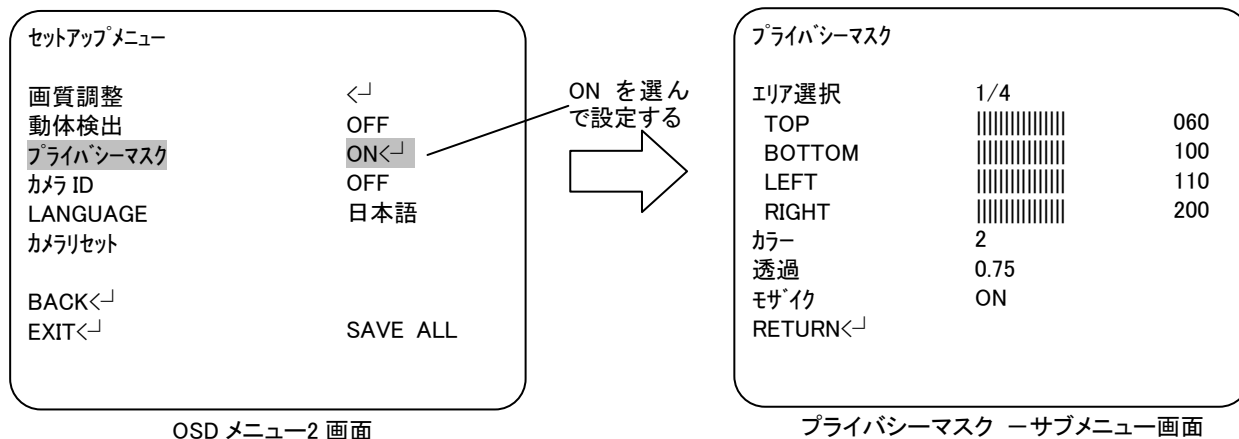 セットアップメニュー
画質調整 <┘
動体検出 OFF
プライバシーマスク ON<┘
カメラ ID OFF
LANGUAGE 日本語
カメラリセット
BACK<┘
EXIT<┘ SAVE ALL
OSD メニュー2 画面
ON を選ん
で設定する
プライバシーマスク
エリア選択 1/4
TOP ||||||||||||||| 060
BOTTOM ||||||||||||||| 100
LEFT ||||||||||||||| 110
RIGHT ||||||||||||||| 200
カラー 2
透過 0.75
モザイク ON
RETURN<┘
プライバシーマスク －サブメニュー画面